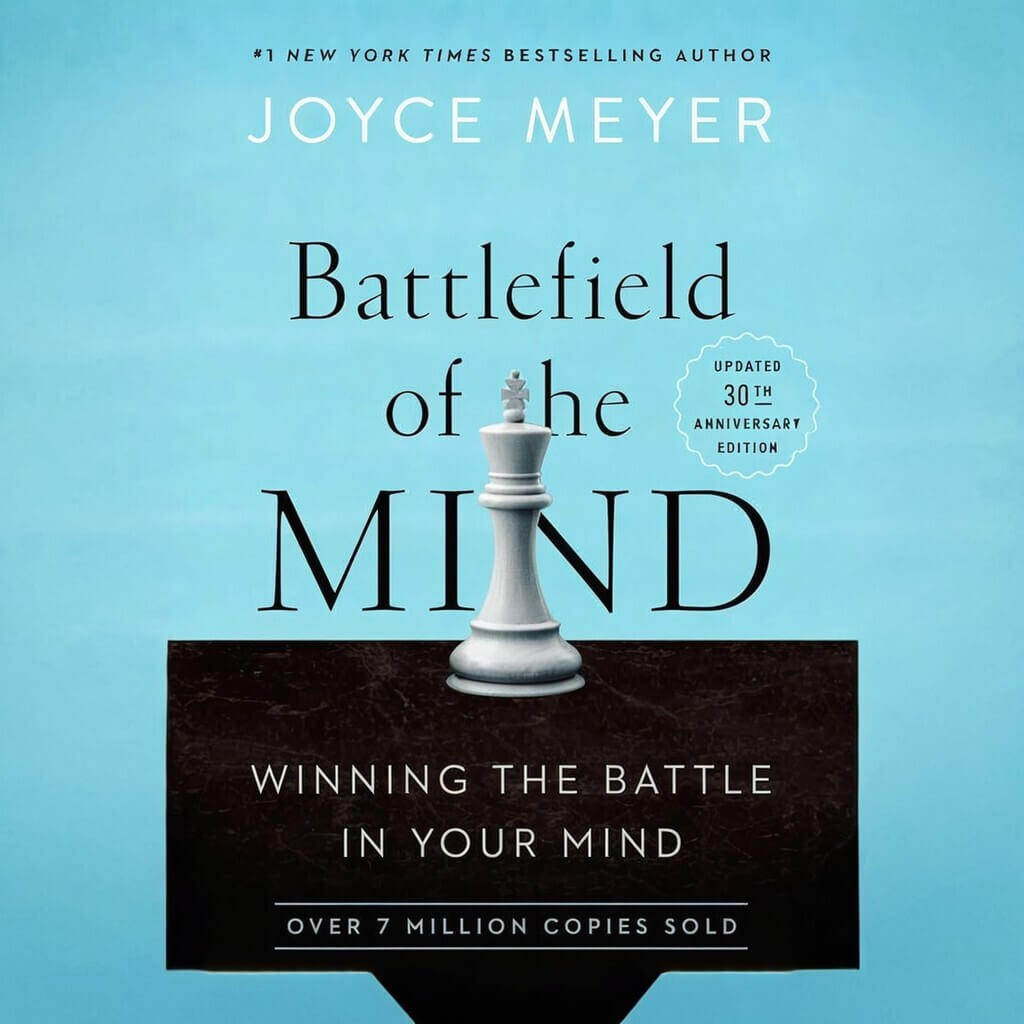 #1 NEW YORK TIMES BESTSELLING AUTHOR
JOYCE MEYER
Battlefield
of the
MIND
UPDATED
30TH
ANNIVERSARY
EDITION
WINNING THE BATTLE
IN YOUR MIND
OVER 7 MILLION COPIES SOLD